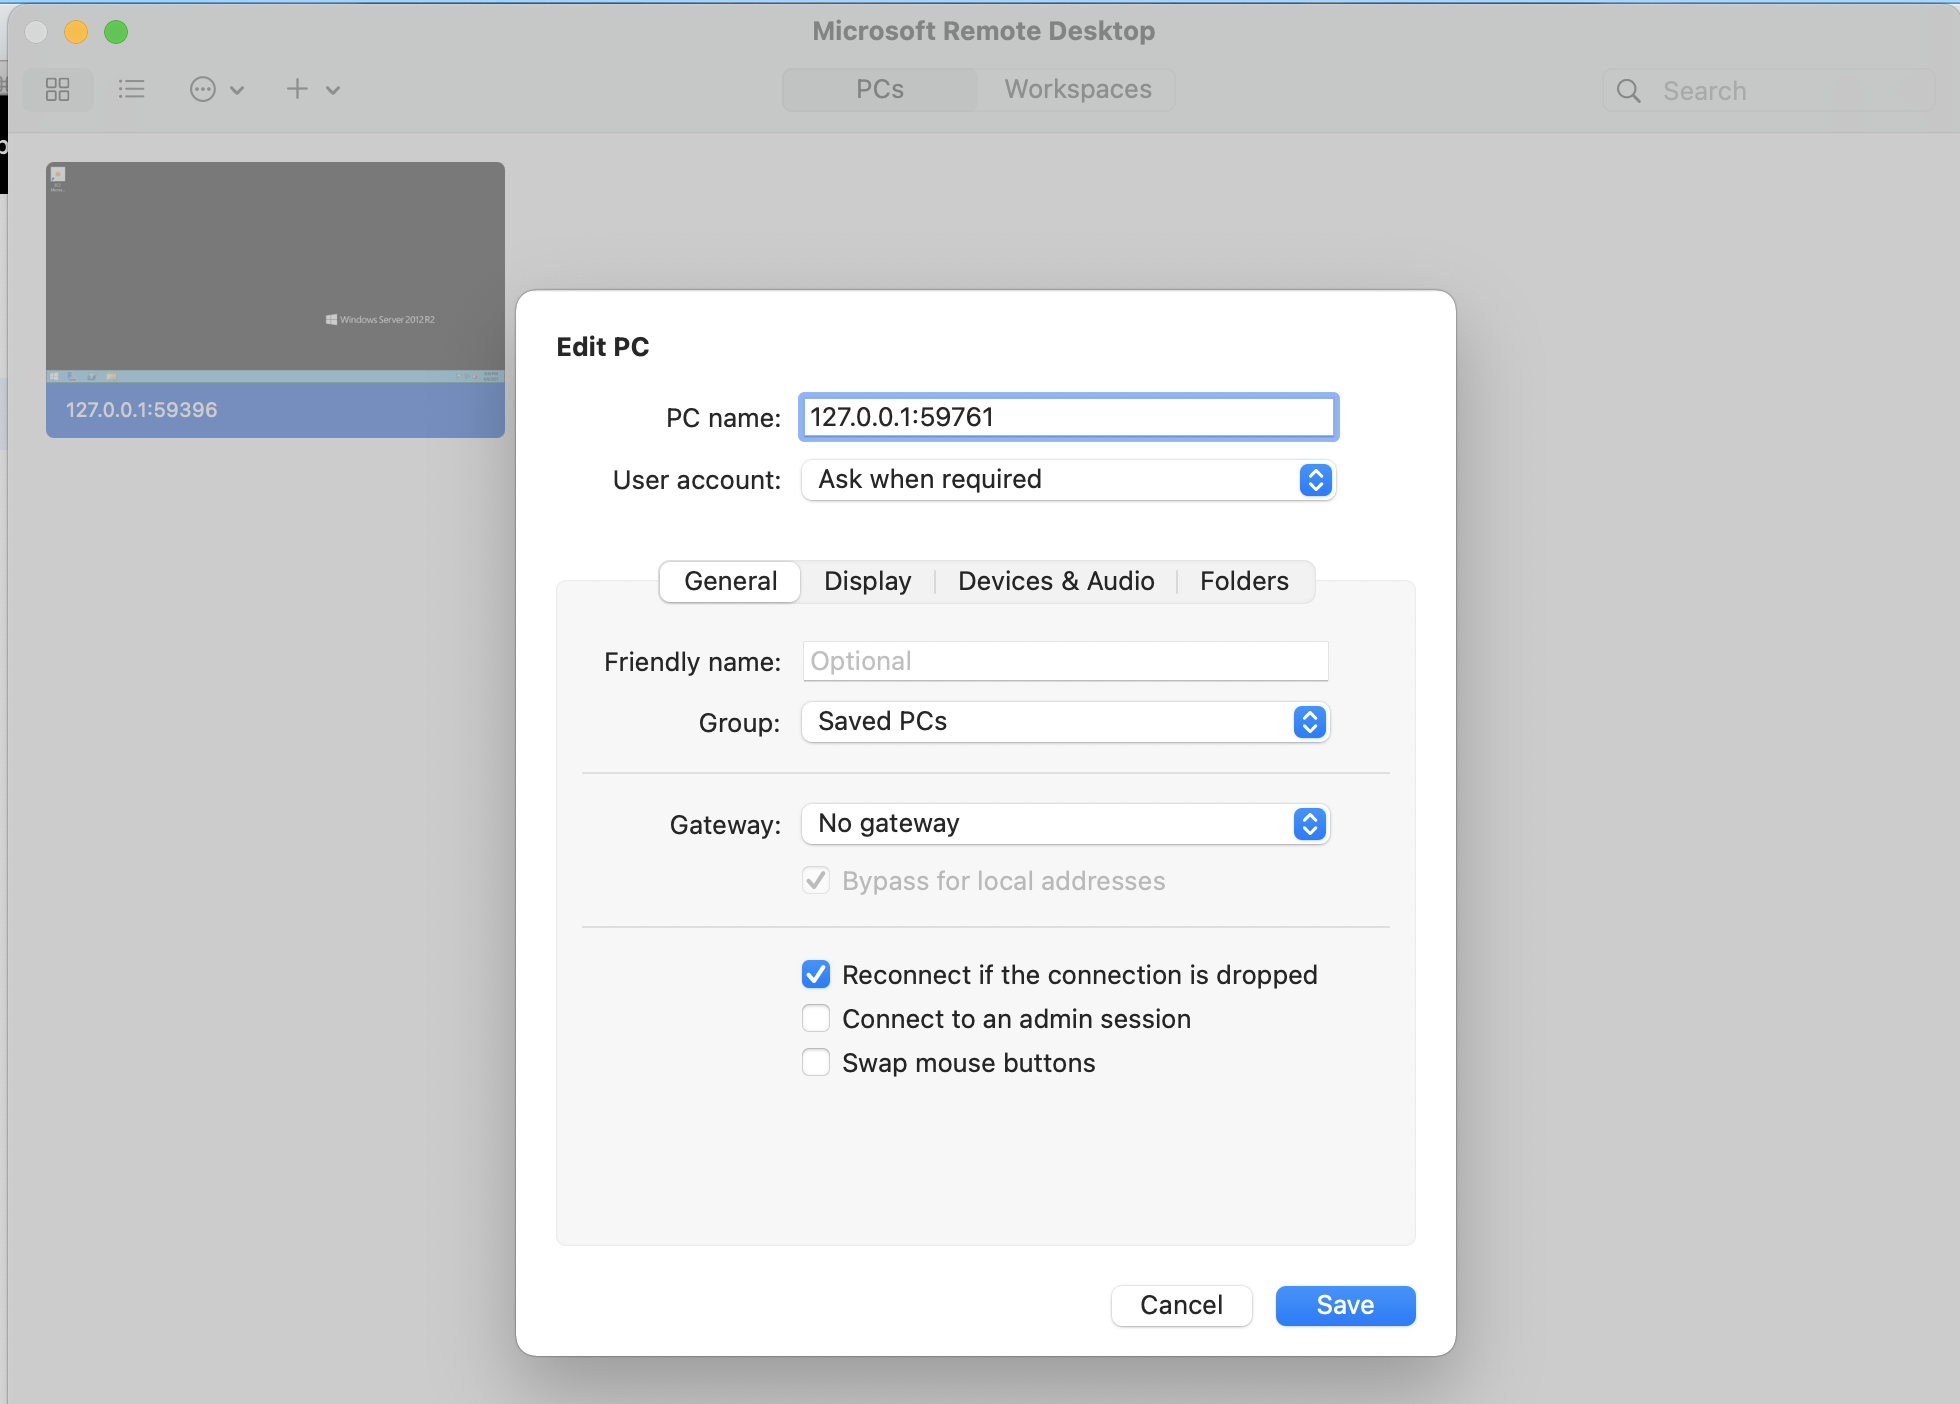 Microsoft Remote Desktop
PCs
Workspaces
Search
Windows Server 2012 R2
127.0.0.1:59396
Edit PC
PC name: 127.0.0.1:59761
User account: Ask when required
General
Display
Devices & Audio
Folders
Friendly name: Optional
Group: Saved PCs
Gateway: No gateway
Bypass for local addresses
Reconnect if the connection is dropped
Connect to an admin session
Swap mouse buttons
Cancel
Save